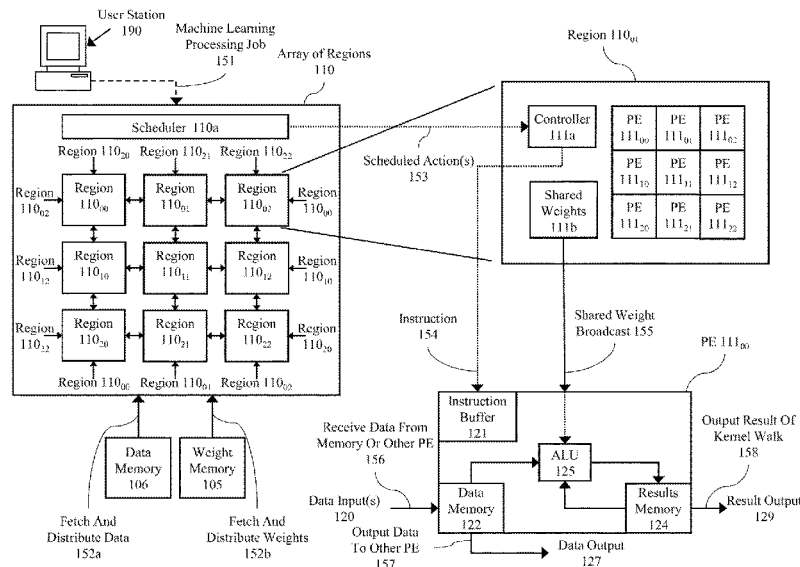 User Station
190
Machine Learning
Processing Job
151
Array of Regions
110
Scheduler 110a
Region 110₂₀ Region 110₂₁ Region 110₂₂
Region
110₀₂
Region
110₀₀
Region
110₀₁
Region
110₀₂
Region
110₀₀
Region
110₁₂
Region
110₁₀
Region
110₁₁
Region
110₁₂
Region
110₁₀
Region
110₂₂
Region
110₂₀
Region
110₂₁
Region
110₂₂
Region
110₂₀
Region 110₀₀ Region 110₀₁ Region 110₀₂
Data
Memory
106
Weight
Memory
105
Fetch And
Distribute Data
152a
Fetch And
Distribute Weights
152b
Scheduled Action(s)
153
Region 110₀₁
Controller
111a
Shared
Weights
111b
PE
111₀₀
PE
111₀₁
PE
111₀₂
PE
111₁₀
PE
111₁₁
PE
111₁₂
PE
111₂₀
PE
111₂₁
PE
111₂₂
Instruction
154
Shared Weight
Broadcast 155
PE 111₀₀
Instruction
Buffer
121
ALU
125
Data
Memory
122
Results
Memory
124
Receive Data From
Memory Or Other PE
156
Data Input(s)
120
Output Data
To Other PE
157
Data Output
127
Output Result Of
Kernel Walk
158
Result Output
129